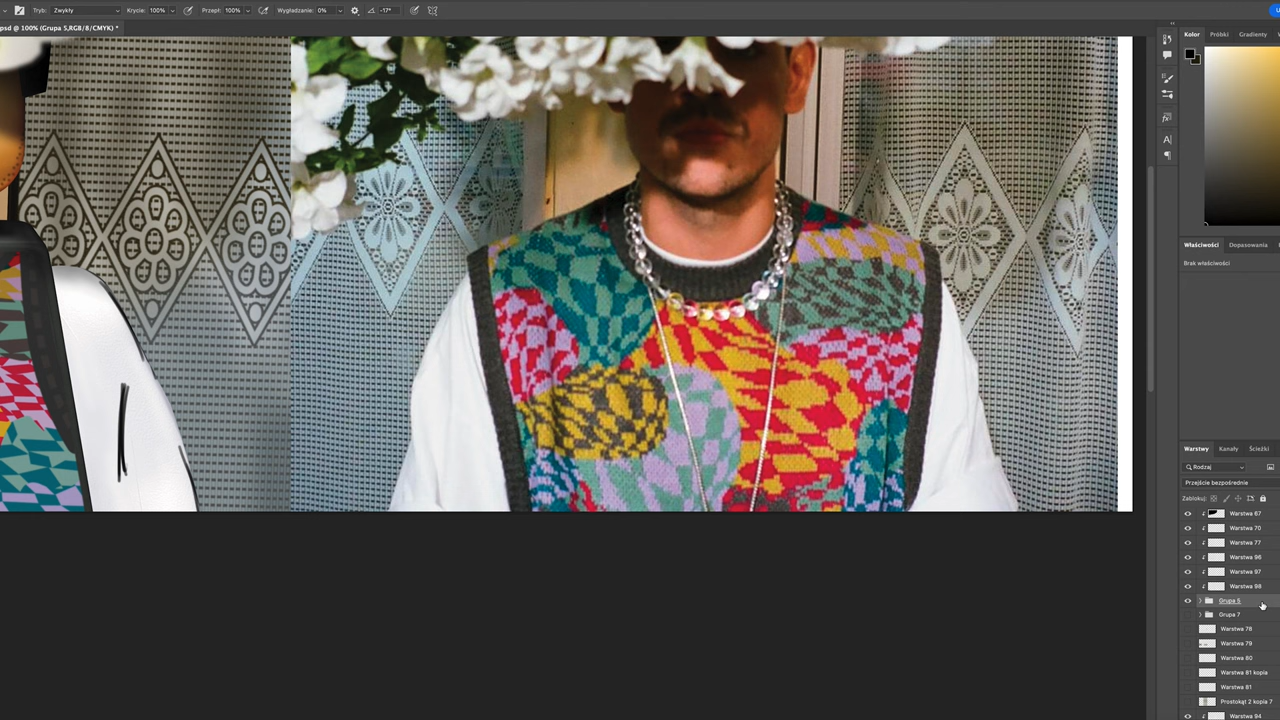 Tryb: Zwykły Krycie: 100% Przepł: 100% Wygładzanie: 0% -17°
psd @ 100% (Grupa 5,RGB/8/CMYK) *
Kolor Próbki Gradienty
Właściwości Dopasowania
Brak właściwości
Warstwy Kanały Ścieżki
Rodzaj
Przejście bezpośrednie
Zablokuj:
Warstwa 67
Warstwa 70
Warstwa 77
Warstwa 96
Warstwa 97
Warstwa 98
Grupa 5
Grupa 7
Warstwa 78
Warstwa 79
Warstwa 80
Warstwa 81 kopia
Warstwa 81
Prostokąt 2 kopia 7
Warstwa 94